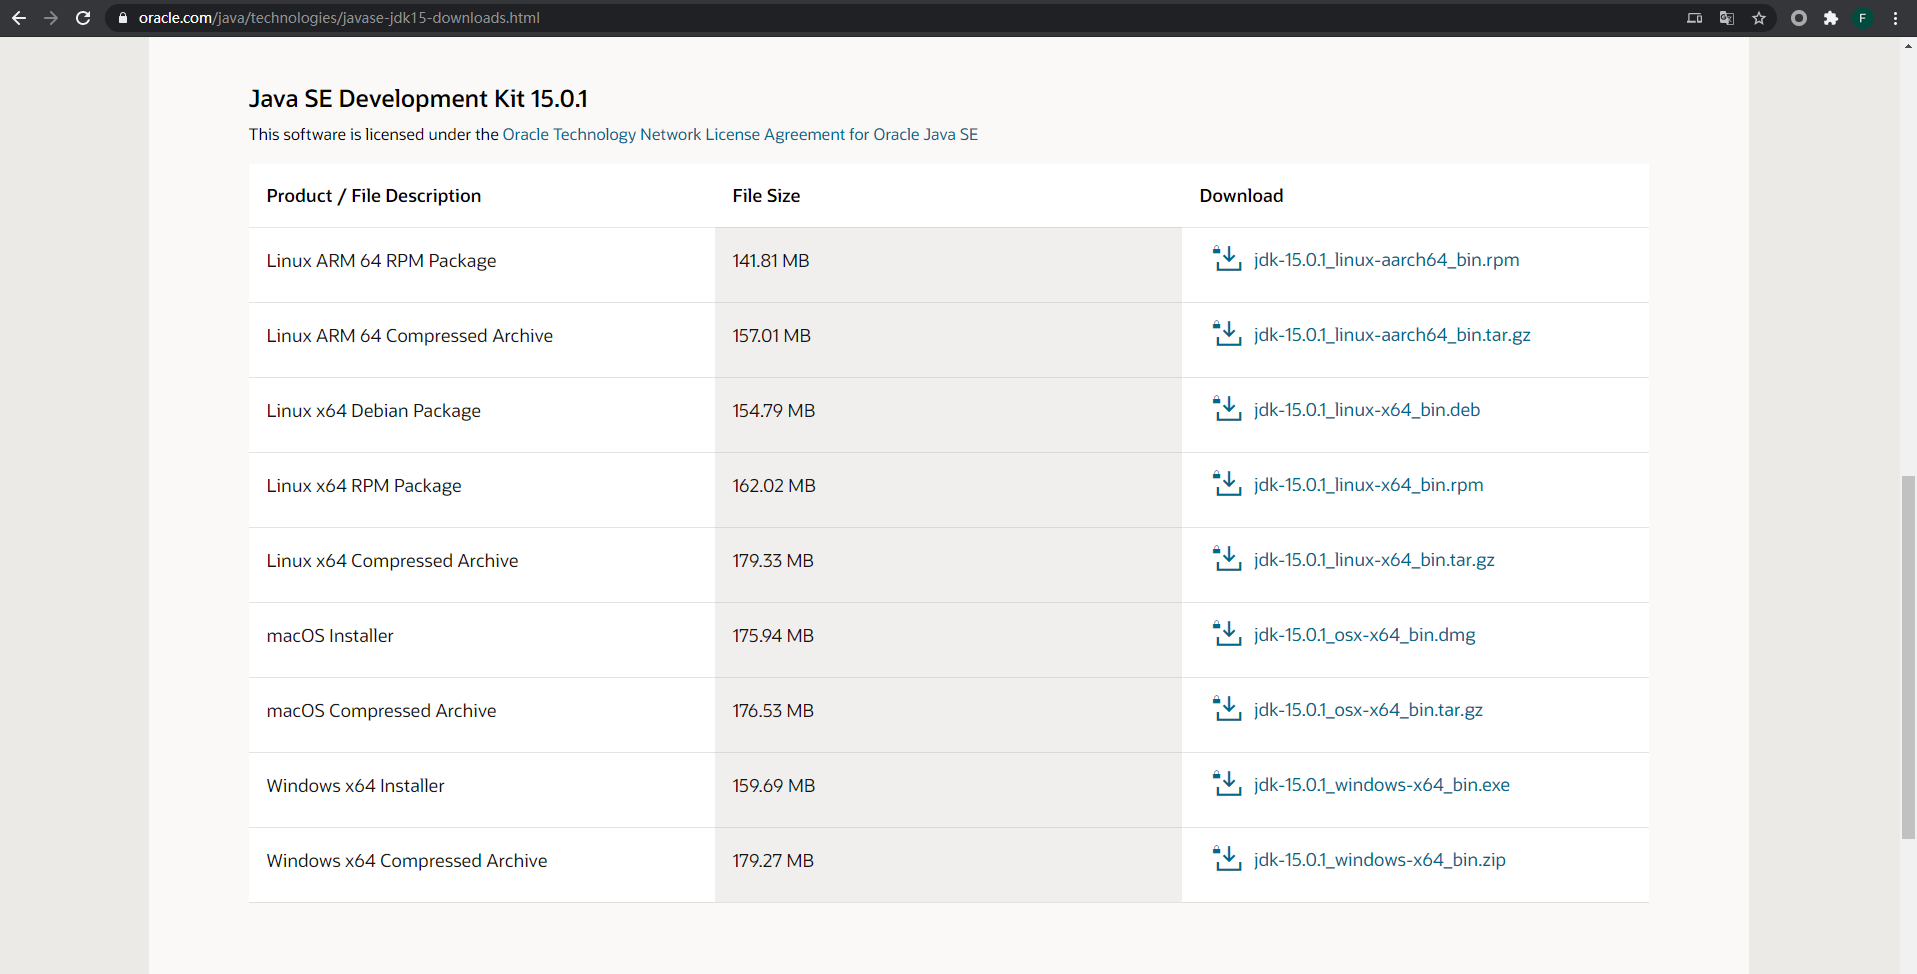 oracle.com/java/technologies/javase-jdk15-downloads.html
F
Java SE Development Kit 15.0.1
This software is licensed under the Oracle Technology Network License Agreement for Oracle Java SE
Product / File Description File Size Download
Linux ARM 64 RPM Package 141.81 MB jdk-15.0.1_linux-aarch64_bin.rpm
Linux ARM 64 Compressed Archive 157.01 MB jdk-15.0.1_linux-aarch64_bin.tar.gz
Linux x64 Debian Package 154.79 MB jdk-15.0.1_linux-x64_bin.deb
Linux x64 RPM Package 162.02 MB jdk-15.0.1_linux-x64_bin.rpm
Linux x64 Compressed Archive 179.33 MB jdk-15.0.1_linux-x64_bin.tar.gz
macOS Installer 175.94 MB jdk-15.0.1_osx-x64_bin.dmg
macOS Compressed Archive 176.53 MB jdk-15.0.1_osx-x64_bin.tar.gz
Windows x64 Installer 159.69 MB jdk-15.0.1_windows-x64_bin.exe
Windows x64 Compressed Archive 179.27 MB jdk-15.0.1_windows-x64_bin.zip